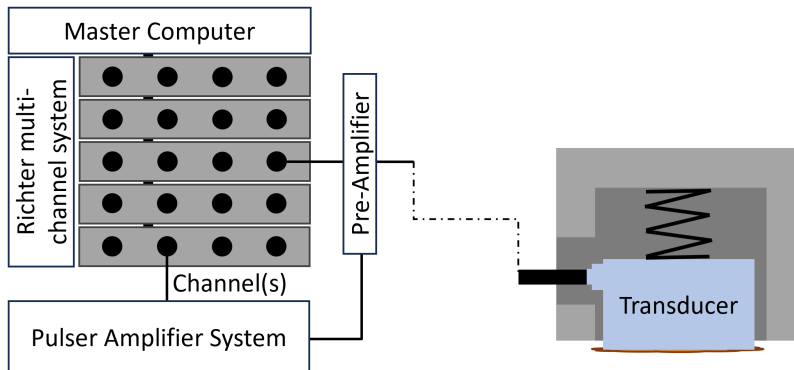 Master Computer
Richter multi-
channel system
Pre-Amplifier
Channel(s)
Pulser Amplifier System
Transducer